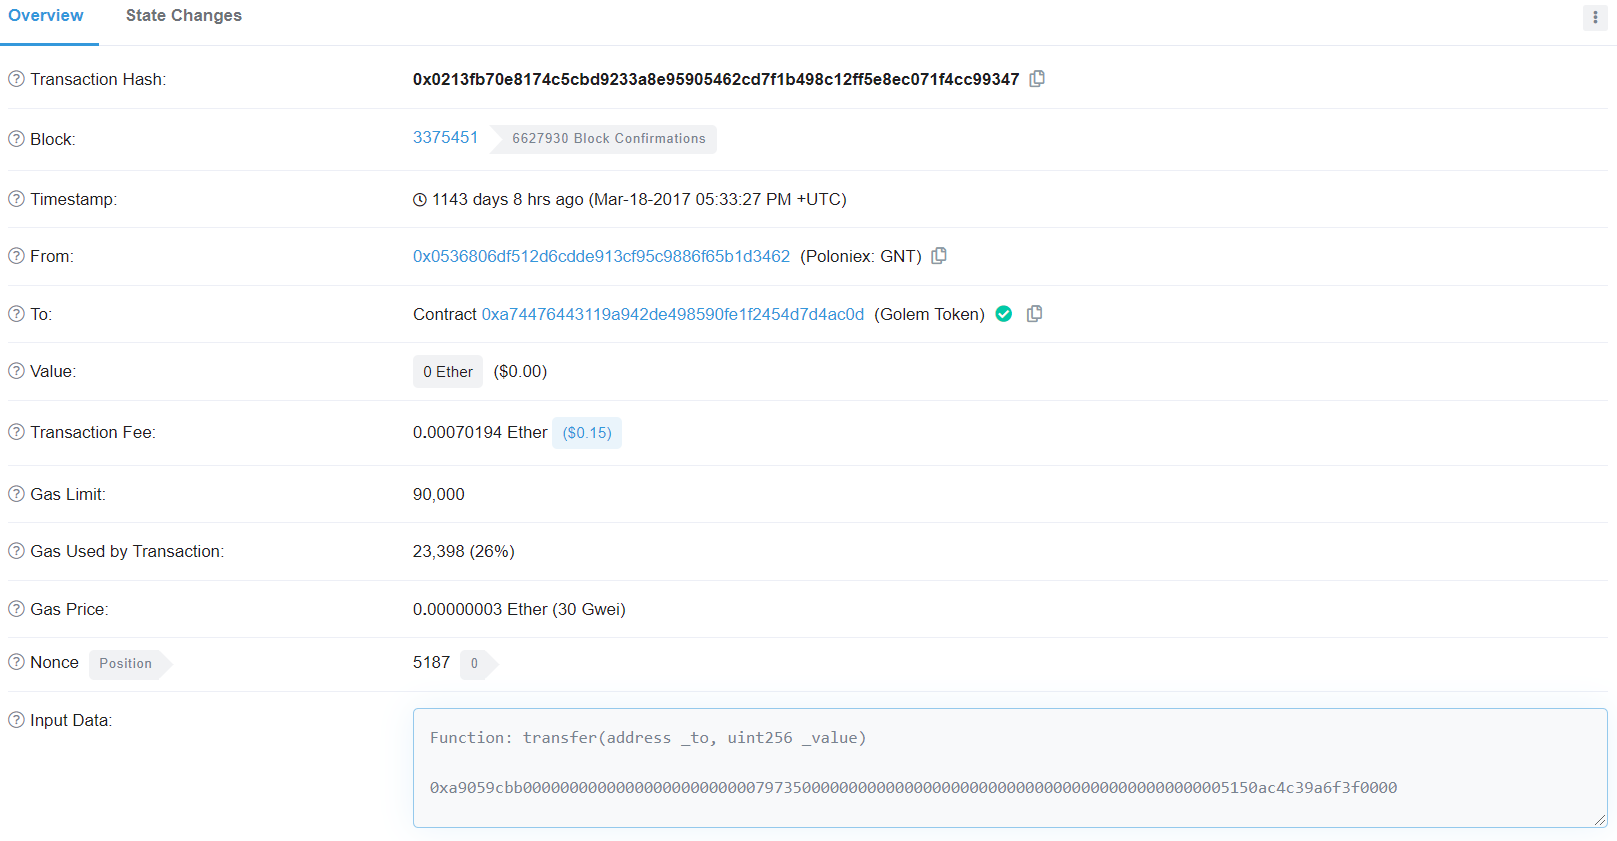 Overview State Changes
Transaction Hash: 0x0213fb70e8174c5cbd9233a8e95905462cd7f1b498c12ff5e8ec071f4cc99347
Block: 3375451 6627930 Block Confirmations
Timestamp: 1143 days 8 hrs ago (Mar-18-2017 05:33:27 PM +UTC)
From: 0x0536806df512d6cdde913cf95c9886f65b1d3462 (Poloniex: GNT)
To: Contract 0xa74476443119a942de498590fe1f2454d7d4ac0d (Golem Token)
Value: 0 Ether ($0.00)
Transaction Fee: 0.00070194 Ether ($0.15)
Gas Limit: 90,000
Gas Used by Transaction: 23,398 (26%)
Gas Price: 0.00000003 Ether (30 Gwei)
Nonce Position 5187 0
Input Data:
Function: transfer(address _to, uint256 _value)
0xa9059cbb0000000000000000000000000797350000000000000000000000000000000000000000000005150ac4c39a6f3f0000